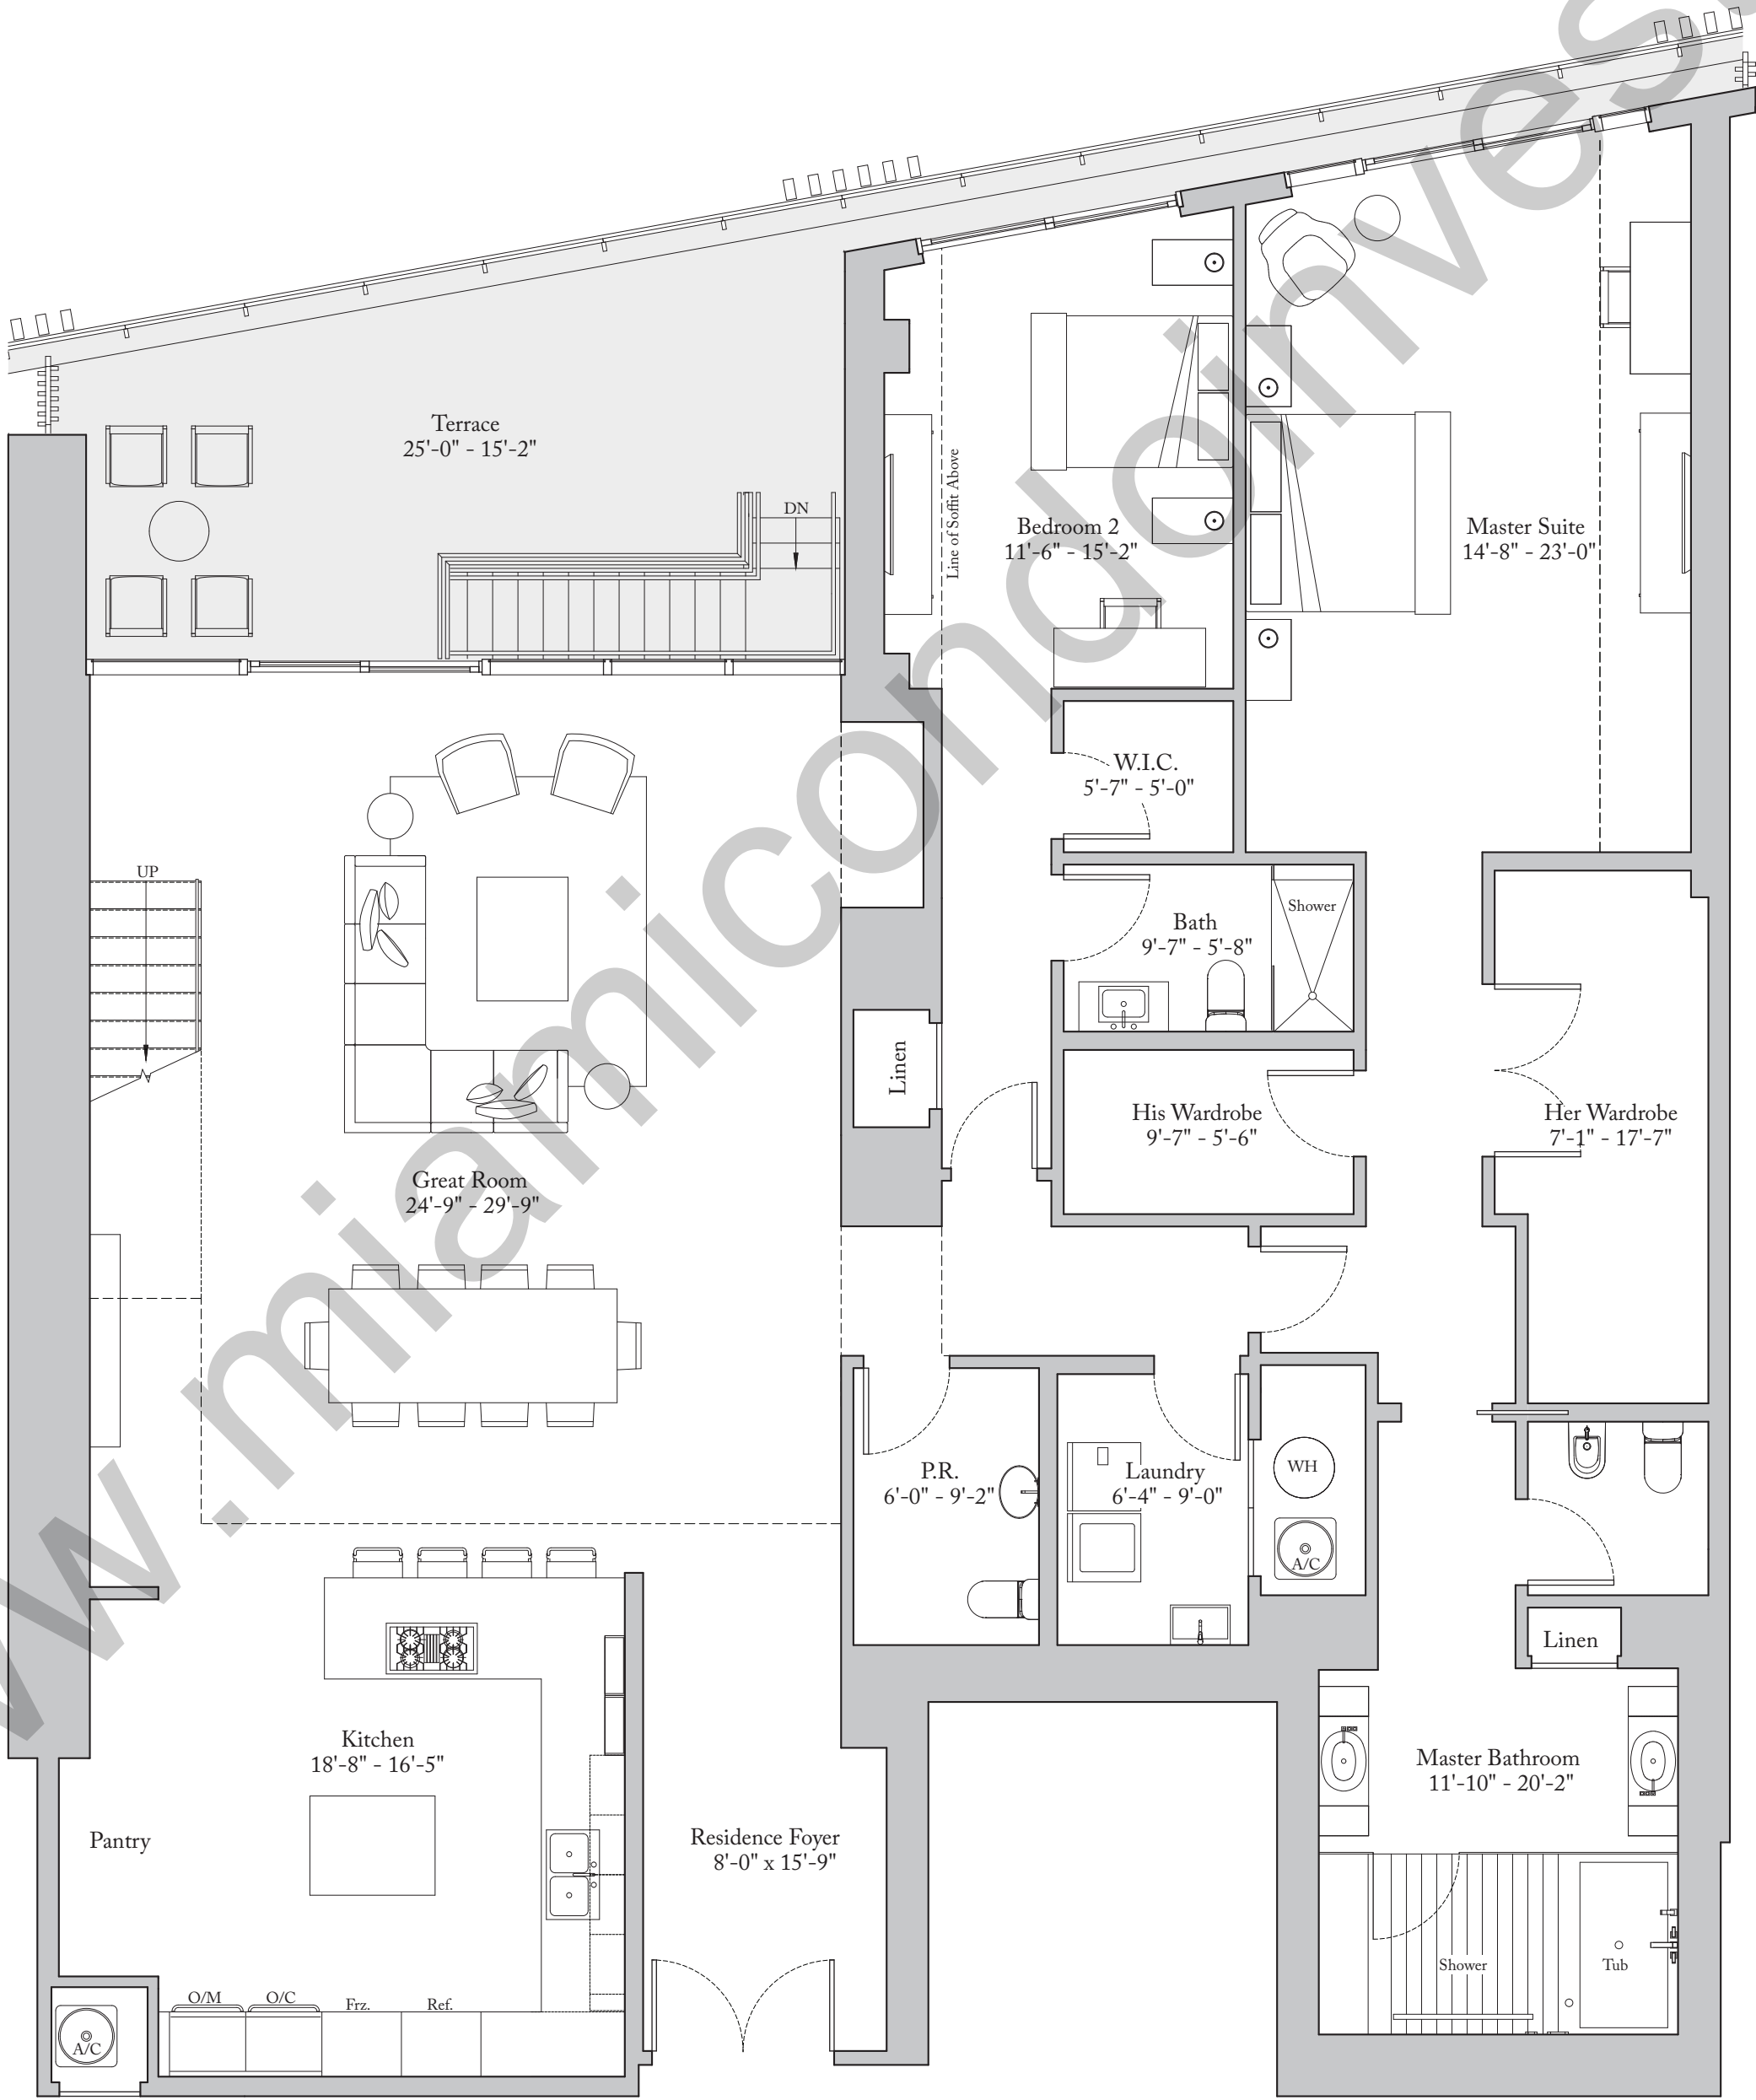 Terrace
25'-0" - 15'-2"
DN
Line of Soffit Above
Bedroom 2
11'-6" - 15'-2"
Master Suite
14'-8" - 23'-0"
W.I.C.
5'-7" - 5'-0"
UP
Bath
9'-7" - 5'-8"
Shower
Linen
His Wardrobe
9'-7" - 5'-6"
Her Wardrobe
7'-1" - 17'-7"
Great Room
24'-9" - 29'-9"
P.R.
6'-0" - 9'-2"
Laundry
6'-4" - 9'-0"
WH
A/C
Linen
Kitchen
18'-8" - 16'-5"
Master Bathroom
11'-10" - 20'-2"
Pantry
Residence Foyer
8'-0" x 15'-9"
Shower
Tub
O/M
O/C
Frz.
Ref.
A/C
w.miamicondoinves